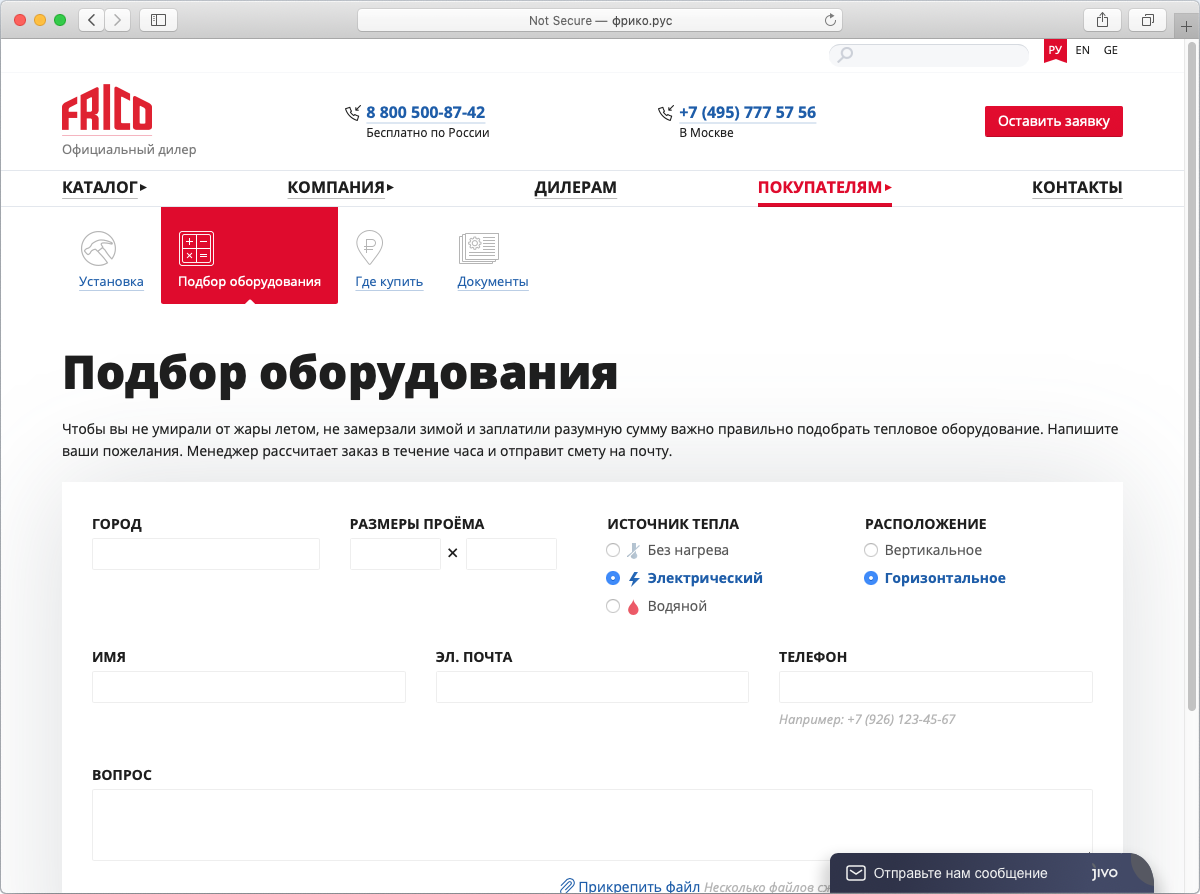 Not Secure — фрико.рус
РУ EN GE
FRICO
Официальный дилер
8 800 500-87-42
Бесплатно по России
+7 (495) 777 57 56
В Москве
Оставить заявку
КАТАЛОГ▸ КОМПАНИЯ▸ ДИЛЕРАМ ПОКУПАТЕЛЯМ▸ КОНТАКТЫ
Установка Подбор оборудования Где купить Документы
Подбор оборудования
Чтобы вы не умирали от жары летом, не замерзали зимой и заплатили разумную сумму важно правильно подобрать тепловое оборудование. Напишите
ваши пожелания. Менеджер рассчитает заказ в течение часа и отправит смету на почту.
ГОРОД
РАЗМЕРЫ ПРОЁМА
×
ИСТОЧНИК ТЕПЛА
Без нагрева
Электрический
Водяной
РАСПОЛОЖЕНИЕ
Вертикальное
Горизонтальное
ИМЯ
ЭЛ. ПОЧТА
ТЕЛЕФОН
Например: +7 (926) 123-45-67
ВОПРОС
Прикрепить файл Несколько файлов
Отправьте нам сообщение jivo